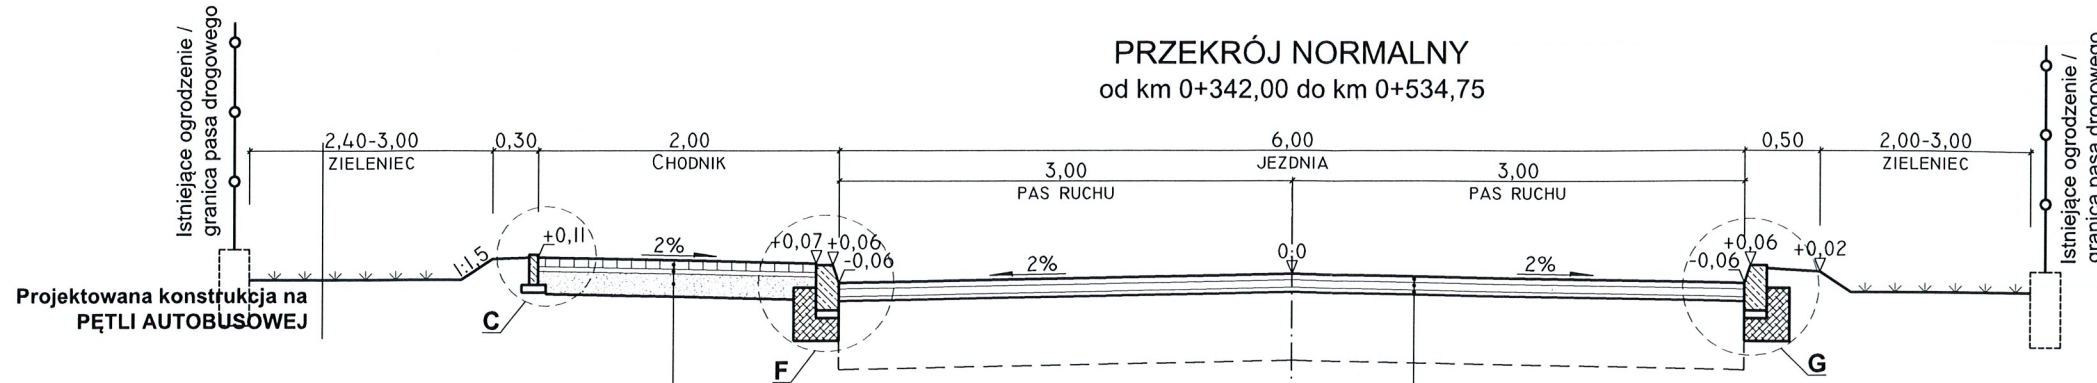 PRZEKRÓJ NORMALNY
od km 0+342,00 do km 0+534,75
Istniejące ogrodzenie /
granica pasa drogowego
2,40-3,00
ZIELENIEC
0,30
2,00
CHODNIK
6,00
JEZDNIA
3,00
PAS RUCHU
3,00
PAS RUCHU
0,50
2,00-3,00
ZIELENIEC
Istniejące ogrodzenie /
granica pasa drogowego
1:1.5
+0,11
2%
+0,07
+0,06
-0,06
2%
0,0
2%
+0,06
-0,06
+0,02
Projektowana konstrukcja na
PĘTLI AUTOBUSOWEJ
C
F
G